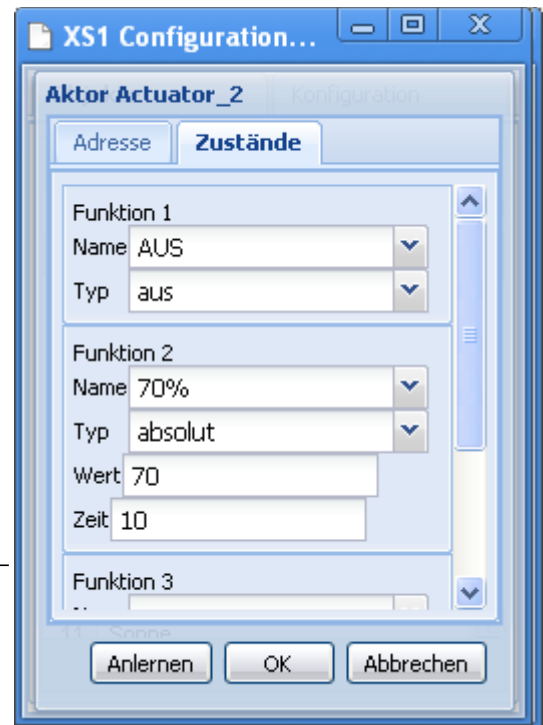 XS1 Configuration...
Aktor Actuator_2 Konfiguration
Adresse Zustände
Funktion 1
Name AUS
Typ aus
Funktion 2
Name 70%
Typ absolut
Wert 70
Zeit 10
Funktion 3
11 Sonne
Anlernen OK Abbrechen